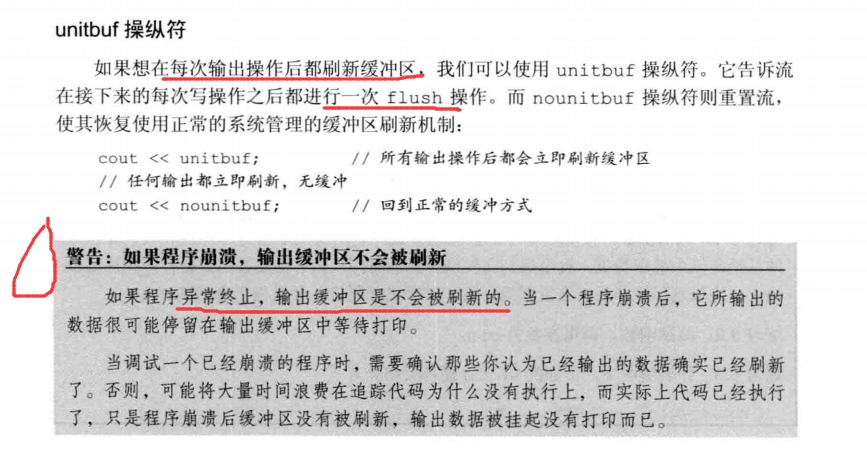 unitbuf 操纵符
如果想在每次输出操作后都刷新缓冲区，我们可以使用 unitbuf 操纵符。它告诉流
在接下来的每次写操作之后都进行一次 flush 操作。而 nounitbuf 操纵符则重置流，
使其恢复使用正常的系统管理的缓冲区刷新机制：
cout << unitbuf; // 所有输出操作后都会立即刷新缓冲区
// 任何输出都立即刷新，无缓冲
cout << nounitbuf; // 回到正常的缓冲方式
警告：如果程序崩溃，输出缓冲区不会被刷新
如果程序异常终止，输出缓冲区是不会被刷新的。当一个程序崩溃后，它所输出的
数据很可能停留在输出缓冲区中等待打印。
当调试一个已经崩溃的程序时，需要确认那些你认为已经输出的数据确实已经刷新
了。否则，可能将大量时间浪费在追踪代码为什么没有执行上，而实际上代码已经执行
了，只是程序崩溃后缓冲区没有被刷新，输出数据被挂起没有打印而已。